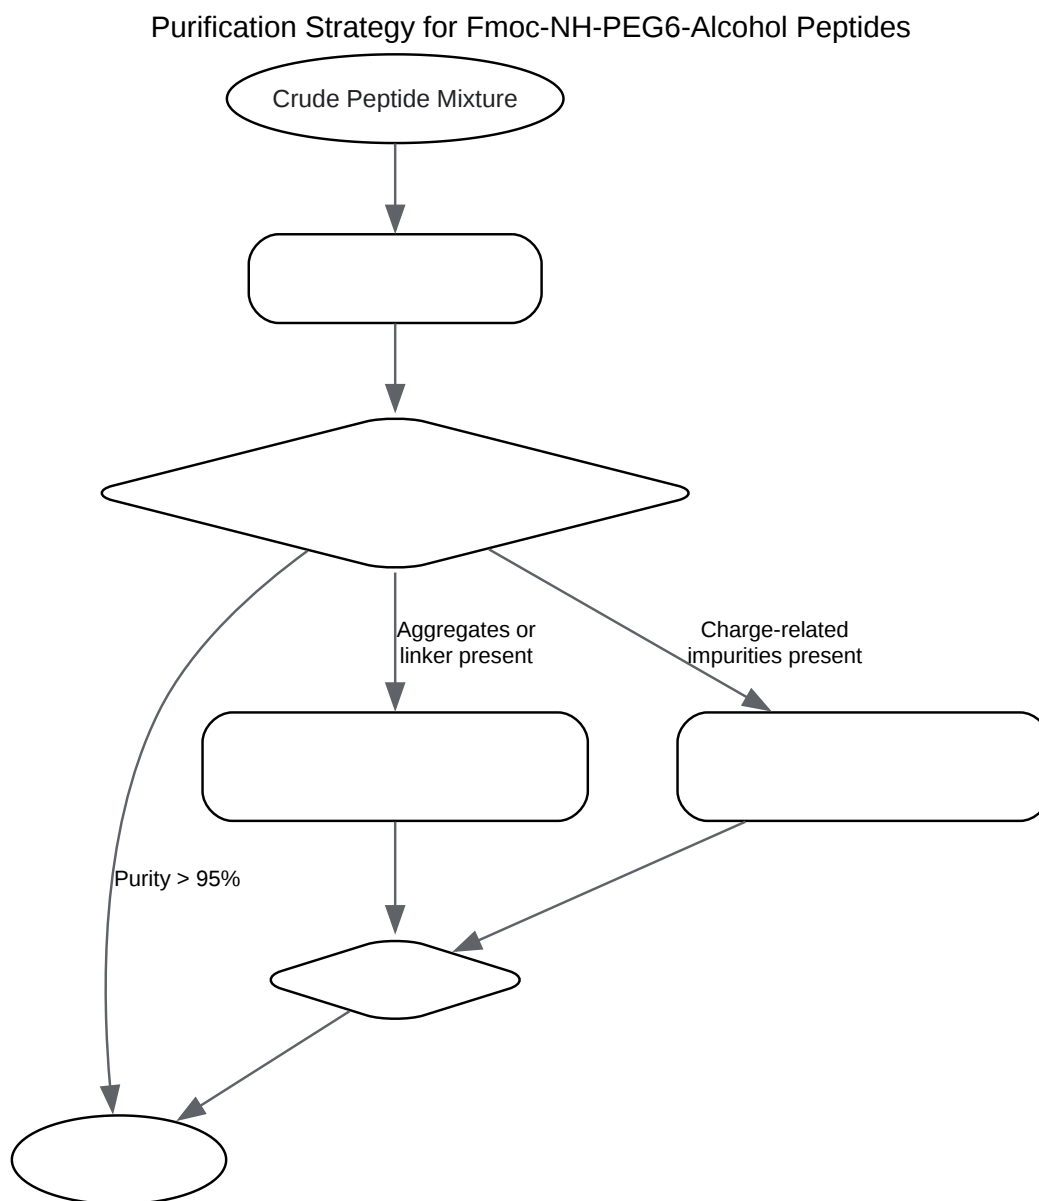 Purification Strategy for Fmoc-NH-PEG6-Alcohol Peptides
Crude Peptide Mixture
Aggregates or
linker present
Charge-related
impurities present
Purity > 95%